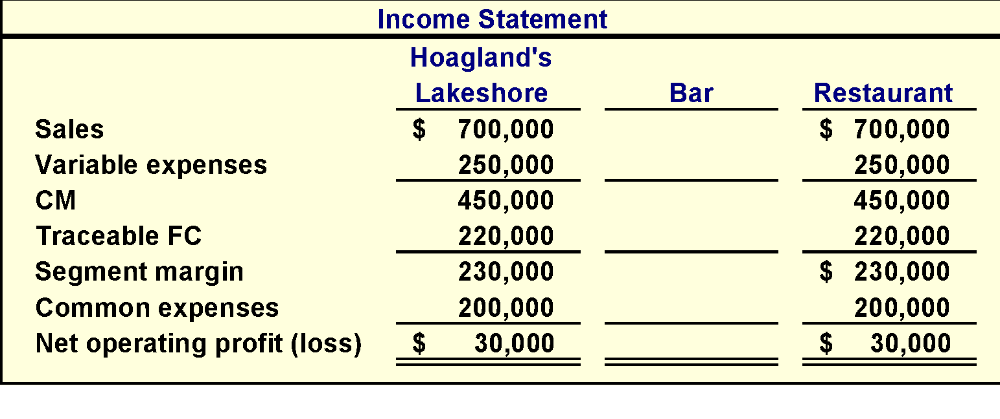 Income Statement
Hoagland's
Lakeshore Bar Restaurant
Sales $ 700,000 $ 700,000
Variable expenses 250,000 250,000
CM 450,000 450,000
Traceable FC 220,000 220,000
Segment margin 230,000 $ 230,000
Common expenses 200,000 200,000
Net operating profit (loss) $ 30,000 $ 30,000